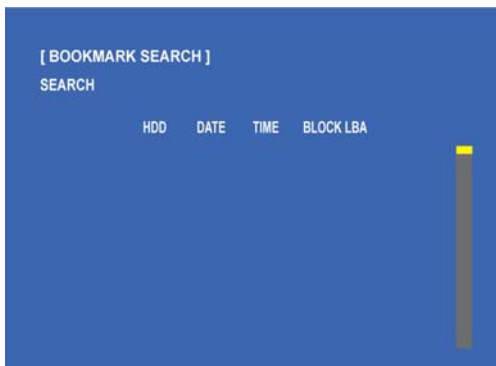 [ BOOKMARK SEARCH ]
SEARCH
HDD DATE TIME BLOCK LBA